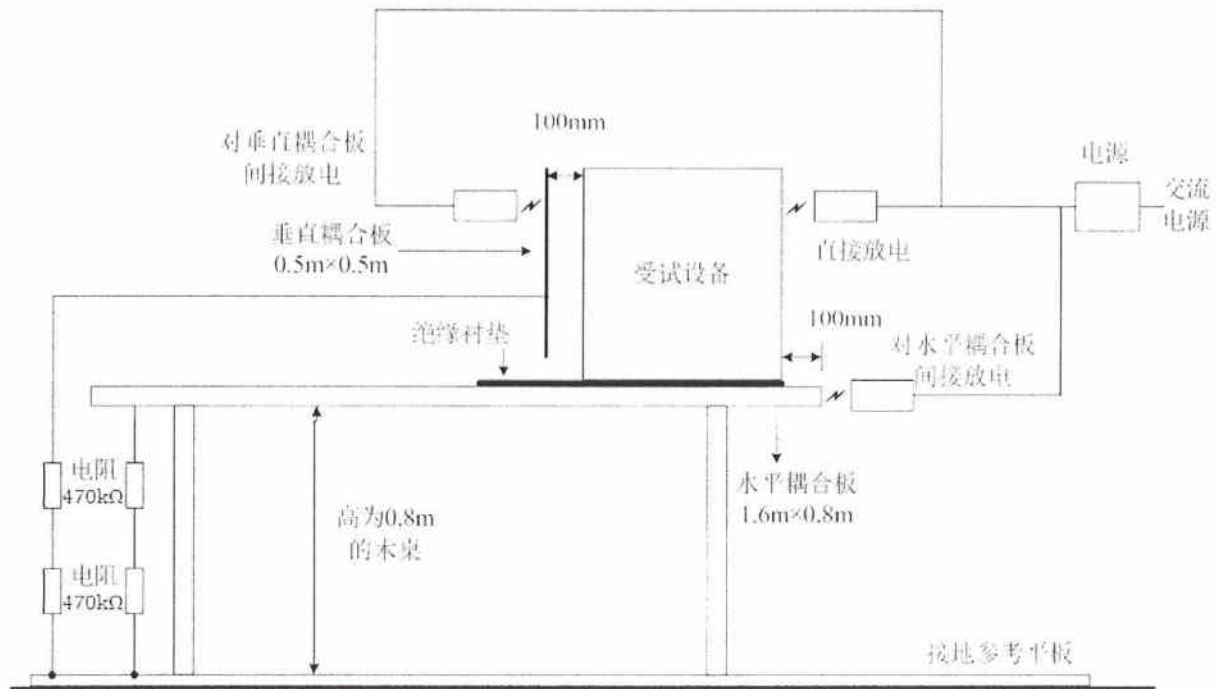 100mm
对垂直耦合板
间接放电
电源
交流
电源
垂直耦合板
0.5m×0.5m
直接放电
受试设备
100mm
绝缘衬垫
对水平耦合板
间接放电
电阻
470kΩ
水平耦合板
1.6m×0.8m
高为0.8m
的木桌
电阻
470kΩ
接地参考平板